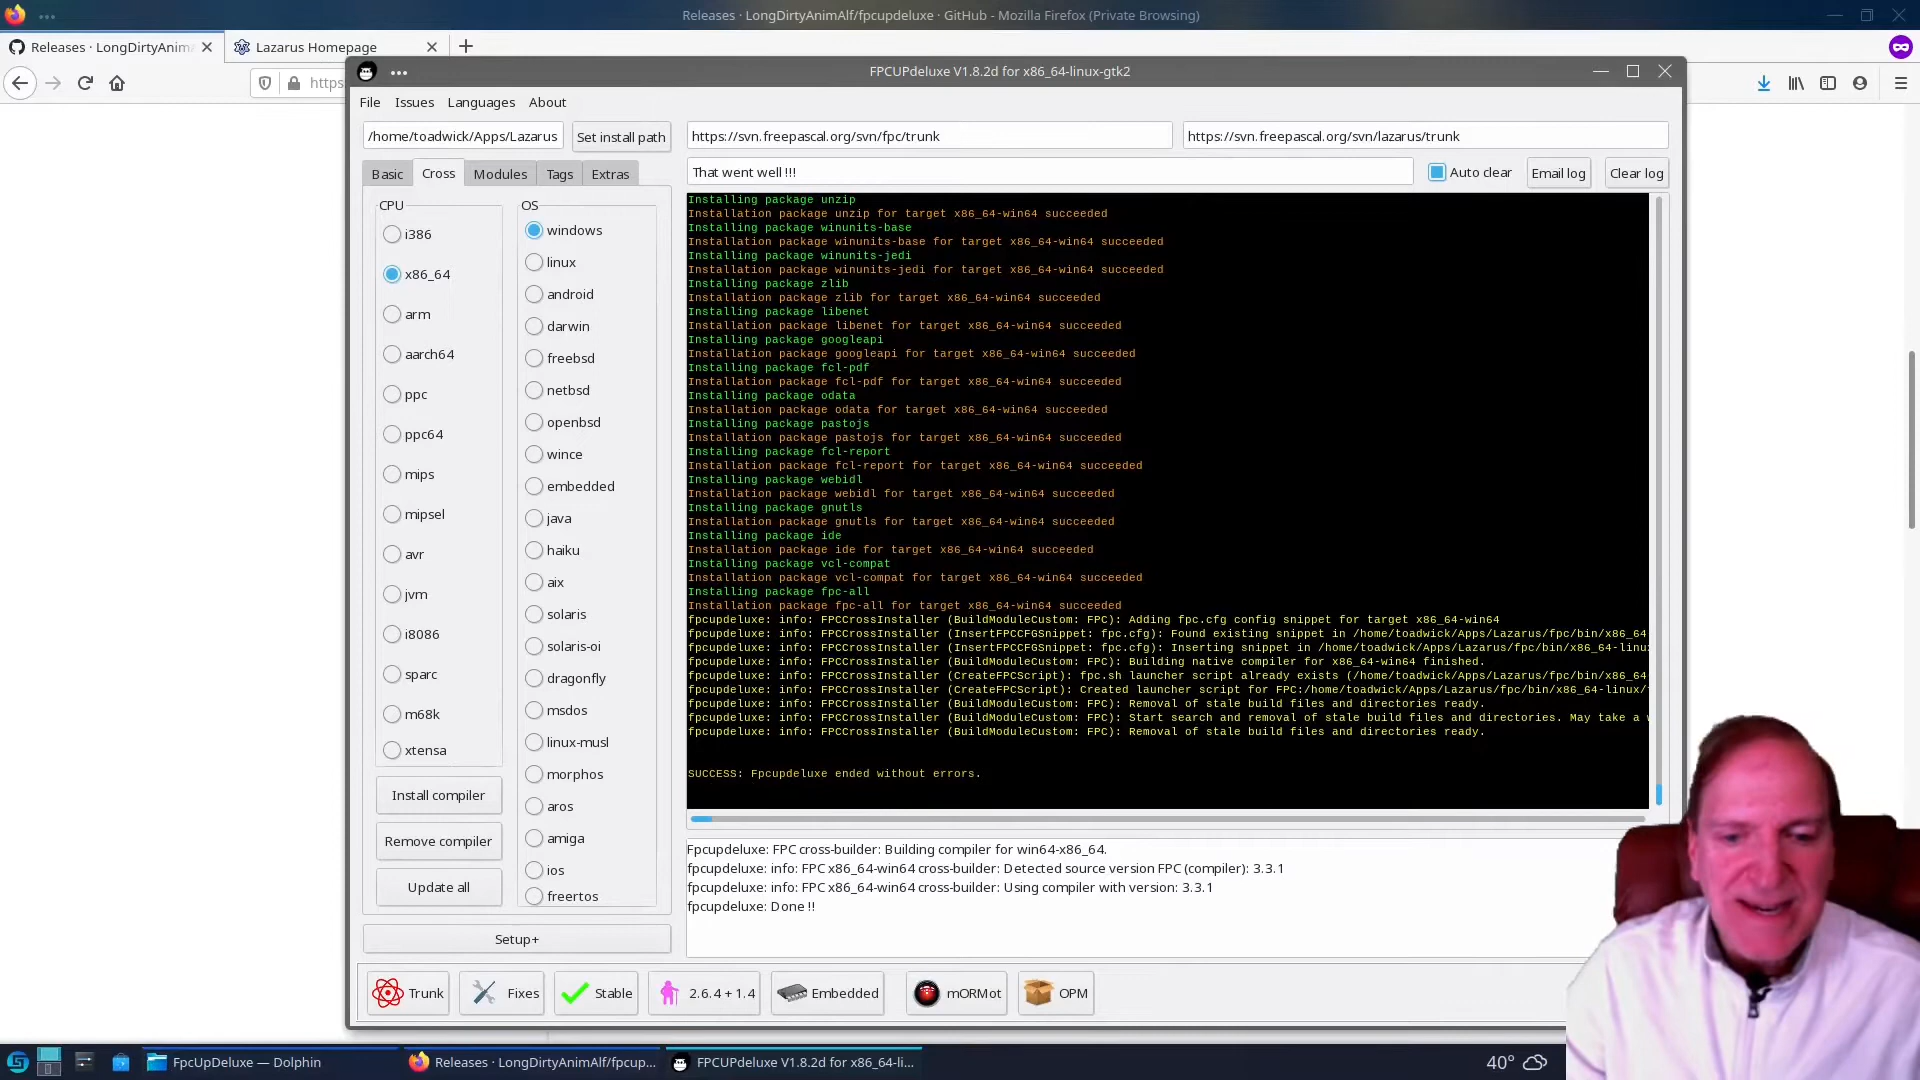 Releases · LongDirtyAnimAlf/fpcupdeluxe · GitHub - Mozilla Firefox (Private Browsing)
Releases · LongDirtyAnim
Lazarus Homepage
https:
FPCUPdeluxe V1.8.2d for x86_64-linux-gtk2
File Issues Languages About
/home/toadwick/Apps/Lazarus
Set install path
https://svn.freepascal.org/svn/fpc/trunk
https://svn.freepascal.org/svn/lazarus/trunk
Basic Cross Modules Tags Extras
That went well !!!
Auto clear
Email log
Clear log
CPU
i386
x86_64
arm
aarch64
ppc
ppc64
mips
mipsel
avr
jvm
i8086
sparc
m68k
xtensa
Install compiler
Remove compiler
Update all
OS
windows
linux
android
darwin
freebsd
netbsd
openbsd
wince
embedded
java
haiku
aix
solaris
solaris-oi
dragonfly
msdos
linux-musl
morphos
aros
amiga
ios
freertos
Setup+
Installing package unzip
Installation package unzip for target x86_64-win64 succeeded
Installing package winunits-base
Installation package winunits-base for target x86_64-win64 succeeded
Installing package winunits-jedi
Installation package winunits-jedi for target x86_64-win64 succeeded
Installing package zlib
Installation package zlib for target x86_64-win64 succeeded
Installing package libenet
Installation package libenet for target x86_64-win64 succeeded
Installing package googleapi
Installation package googleapi for target x86_64-win64 succeeded
Installing package fcl-pdf
Installation package fcl-pdf for target x86_64-win64 succeeded
Installing package odata
Installation package odata for target x86_64-win64 succeeded
Installing package pastojs
Installation package pastojs for target x86_64-win64 succeeded
Installing package fcl-report
Installation package fcl-report for target x86_64-win64 succeeded
Installing package webidl
Installation package webidl for target x86_64-win64 succeeded
Installing package gnutls
Installation package gnutls for target x86_64-win64 succeeded
Installing package ide
Installation package ide for target x86_64-win64 succeeded
Installing package vcl-compat
Installation package vcl-compat for target x86_64-win64 succeeded
Installing package fpc-all
Installation package fpc-all for target x86_64-win64 succeeded
fpcupdeluxe: info: FPCCrossInstaller (BuildModuleCustom: FPC): Adding fpc.cfg config snippet for target x86_64-win64
fpcupdeluxe: info: FPCCrossInstaller (InsertFPCCFGSnippet: fpc.cfg): Found existing snippet in /home/toadwick/Apps/Lazarus/fpc/bin/x86_64
fpcupdeluxe: info: FPCCrossInstaller (InsertFPCCFGSnippet: fpc.cfg): Inserting snippet in /home/toadwick/Apps/Lazarus/fpc/bin/x86_64-linu
fpcupdeluxe: info: FPCCrossInstaller (BuildModuleCustom: FPC): Building native compiler for x86_64-win64 finished.
fpcupdeluxe: info: FPCCrossInstaller (CreateFPCScript): fpc.sh launcher script already exists (/home/toadwick/Apps/Lazarus/fpc/bin/x86_64
fpcupdeluxe: info: FPCCrossInstaller (CreateFPCScript): Created launcher script for FPC:/home/toadwick/Apps/Lazarus/fpc/bin/x86_64-linux/
fpcupdeluxe: info: FPCCrossInstaller (BuildModuleCustom: FPC): Removal of stale build files and directories ready.
fpcupdeluxe: info: FPCCrossInstaller (BuildModuleCustom: FPC): Start search and removal of stale build files and directories. May take a
fpcupdeluxe: info: FPCCrossInstaller (BuildModuleCustom: FPC): Removal of stale build files and directories ready.
SUCCESS: Fpcupdeluxe ended without errors.
Fpcupdeluxe: FPC cross-builder: Building compiler for win64-x86_64.
fpcupdeluxe: info: FPC x86_64-win64 cross-builder: Detected source version FPC (compiler): 3.3.1
fpcupdeluxe: info: FPC x86_64-win64 cross-builder: Using compiler with version: 3.3.1
fpcupdeluxe: Done !!
Trunk Fixes Stable 2.6.4 + 1.4 Embedded mORMot OPM
FpcUpDeluxe — Dolphin
Releases · LongDirtyAnimAlf/fpcup...
FPCUPdeluxe V1.8.2d for x86_64-li...
40°